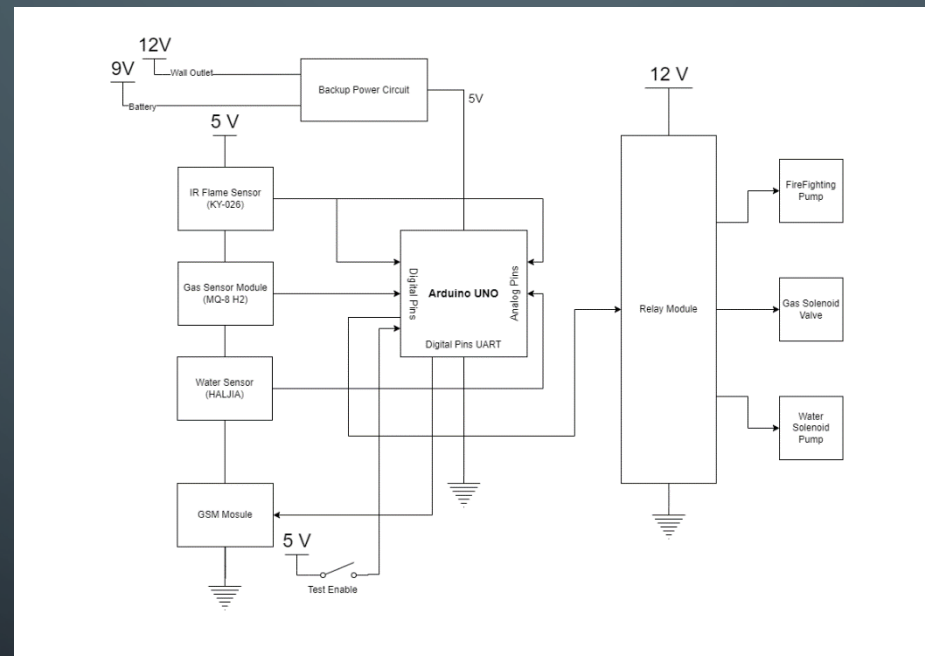 12V
Wall Outlet
9V
Battery
Backup Power Circuit
5V
5 V
IR Flame Sensor
(KY-026)
Gas Sensor Module
(MQ-8 H2)
Water Sensor
(HALJIA)
GSM Mosule
Digital Pins
Arduino UNO
Analog Pins
Digital Pins UART
5 V
Test Enable
12 V
Relay Module
FireFighting
Pump
Gas Solenoid
Valve
Water
Solenoid
Pump